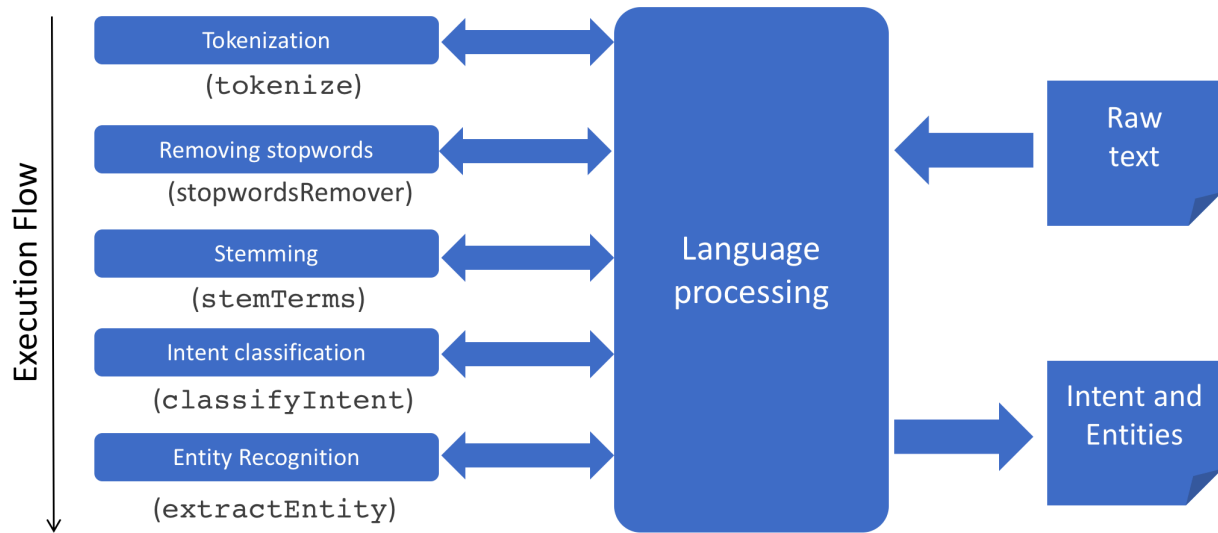 Execution Flow
Tokenization
(tokenize)
Removing stopwords
(stopwordsRemover)
Stemming
(stemTerms)
Intent classification
(classifyIntent)
Entity Recognition
(extractEntity)
Language
processing
Raw
text
Intent and
Entities